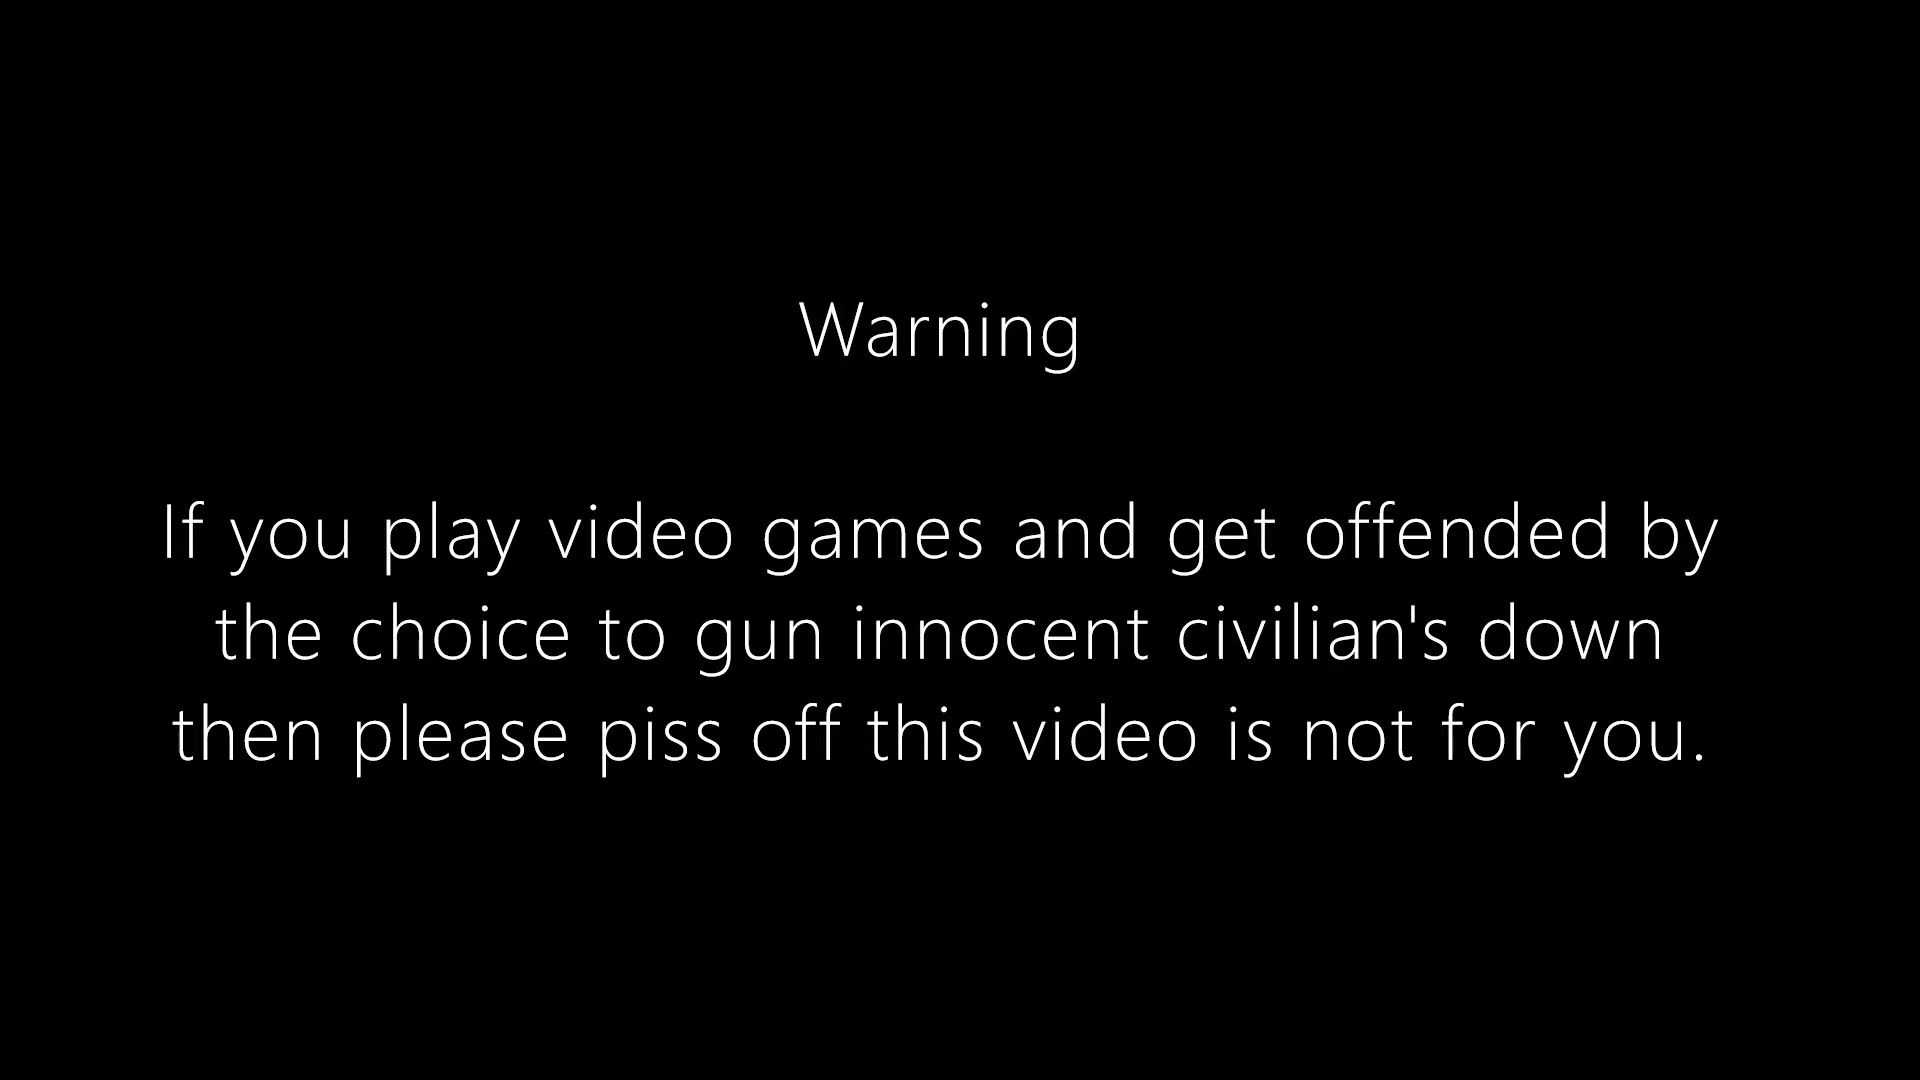 Warning
If you play video games and get offended by
the choice to gun innocent civilian's down
then please piss off this video is not for you.